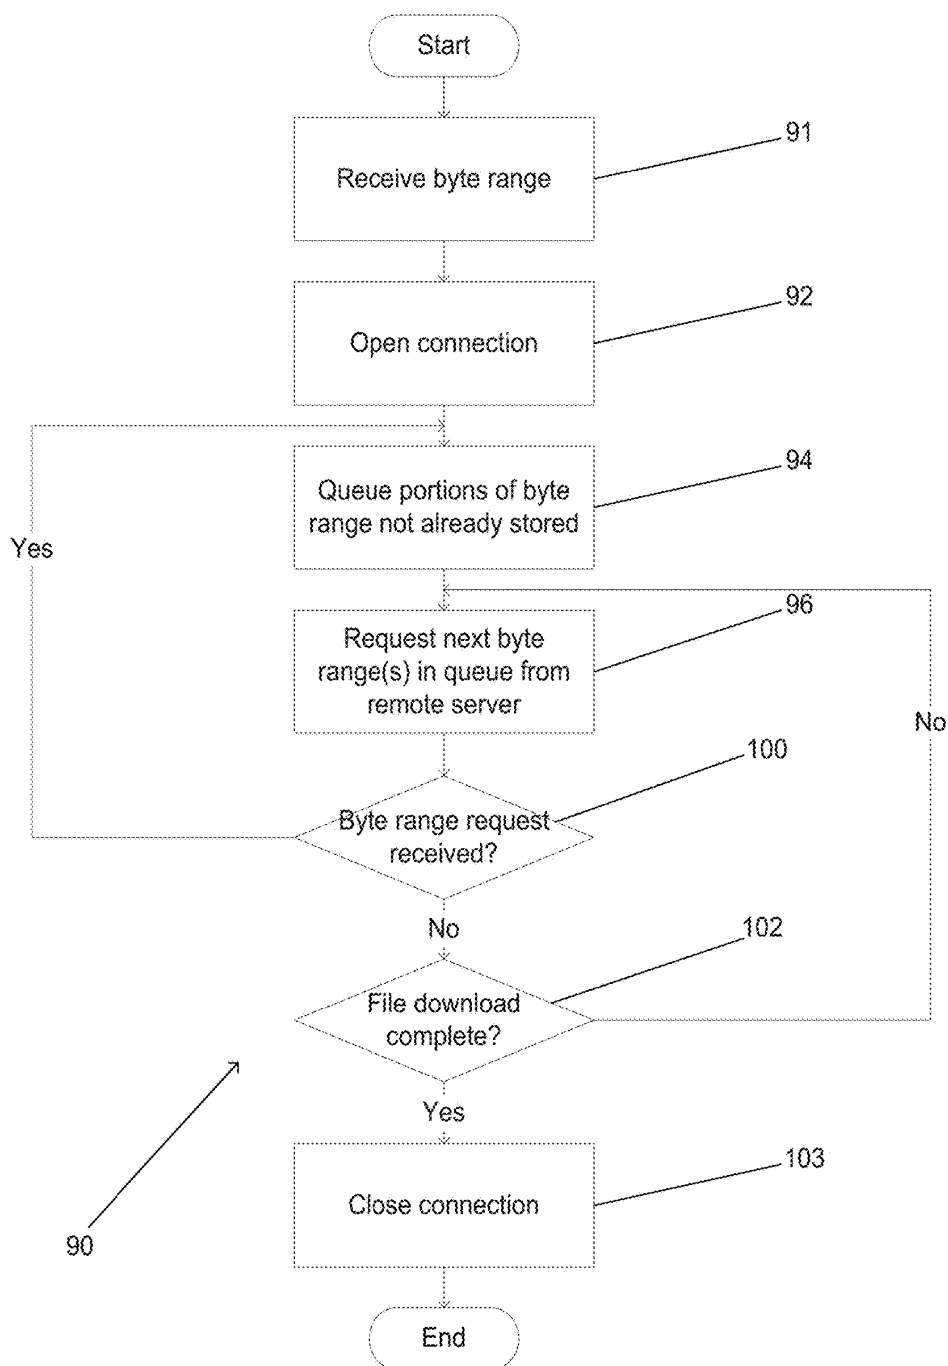 Start
91
Receive byte range
92
Open connection
94
Queue portions of byte
range not already stored
Yes
96
Request next byte
range(s) in queue from
remote server
No
100
Byte range request
received?
No
102
File download
complete?
Yes
103
Close connection
90
End